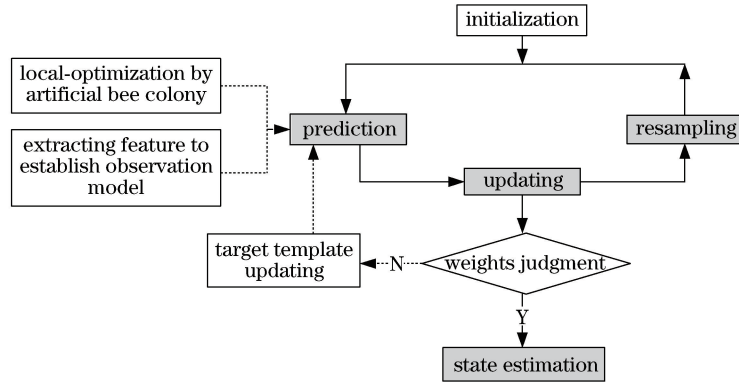 initialization
local-optimization by
artificial bee colony
prediction
resampling
extracting feature to
establish observation
model
updating
target template
updating
N
weights judgment
Y
state estimation